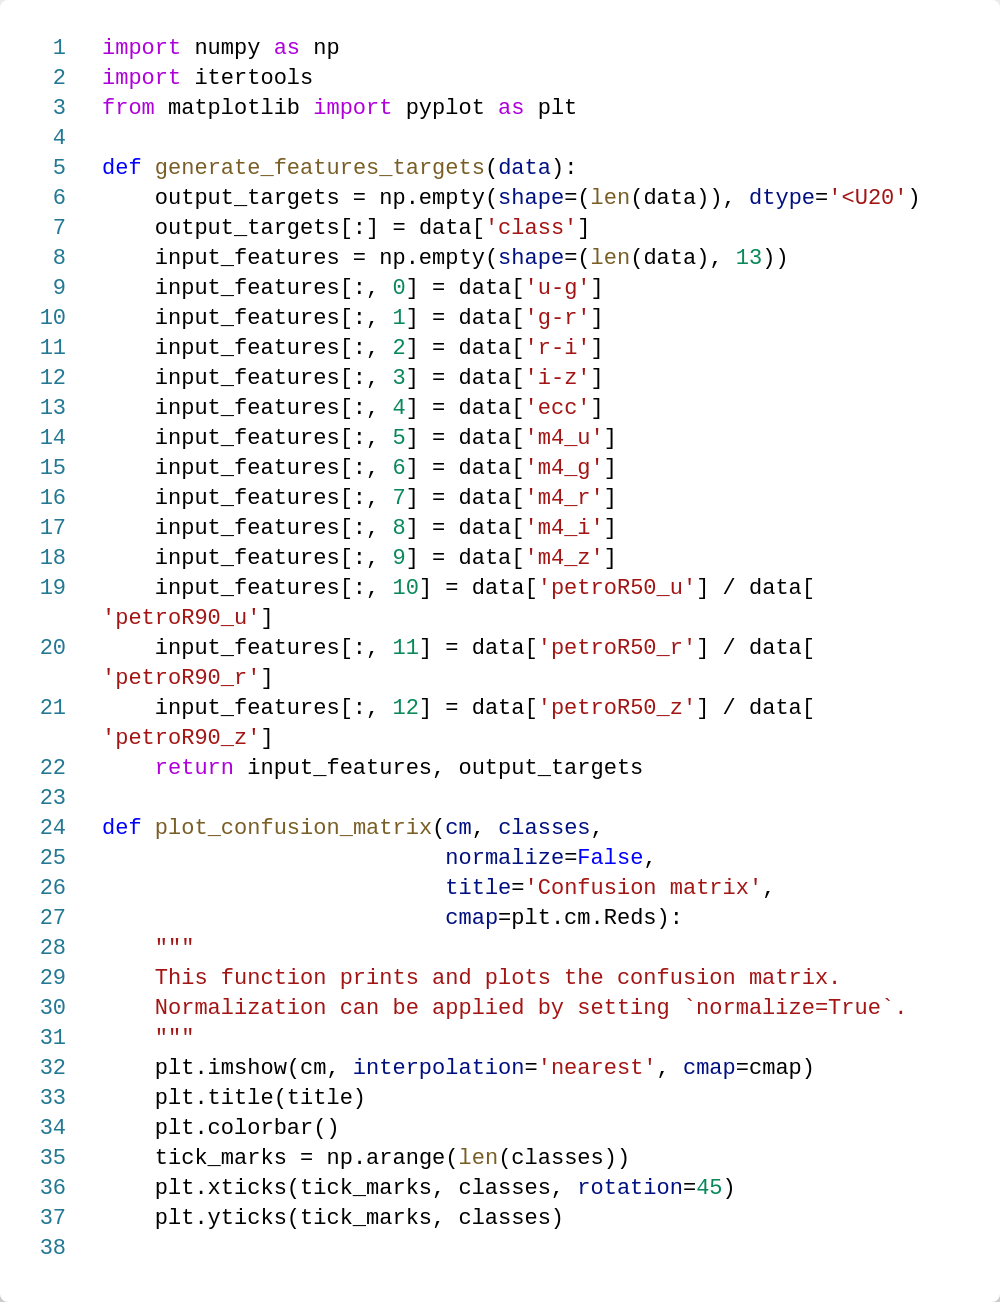 1 import numpy as np
2 import itertools
3 from matplotlib import pyplot as plt
4
5 def generate_features_targets(data):
6     output_targets = np.empty(shape=(len(data)), dtype='<U20')
7     output_targets[:] = data['class']
8     input_features = np.empty(shape=(len(data), 13))
9     input_features[:, 0] = data['u-g']
10     input_features[:, 1] = data['g-r']
11     input_features[:, 2] = data['r-i']
12     input_features[:, 3] = data['i-z']
13     input_features[:, 4] = data['ecc']
14     input_features[:, 5] = data['m4_u']
15     input_features[:, 6] = data['m4_g']
16     input_features[:, 7] = data['m4_r']
17     input_features[:, 8] = data['m4_i']
18     input_features[:, 9] = data['m4_z']
19     input_features[:, 10] = data['petroR50_u'] / data[
'petroR90_u']
20     input_features[:, 11] = data['petroR50_r'] / data[
'petroR90_r']
21     input_features[:, 12] = data['petroR50_z'] / data[
'petroR90_z']
22     return input_features, output_targets
23
24 def plot_confusion_matrix(cm, classes,
25                           normalize=False,
26                           title='Confusion matrix',
27                           cmap=plt.cm.Reds):
28     """
29     This function prints and plots the confusion matrix.
30     Normalization can be applied by setting `normalize=True`.
31     """
32     plt.imshow(cm, interpolation='nearest', cmap=cmap)
33     plt.title(title)
34     plt.colorbar()
35     tick_marks = np.arange(len(classes))
36     plt.xticks(tick_marks, classes, rotation=45)
37     plt.yticks(tick_marks, classes)
38